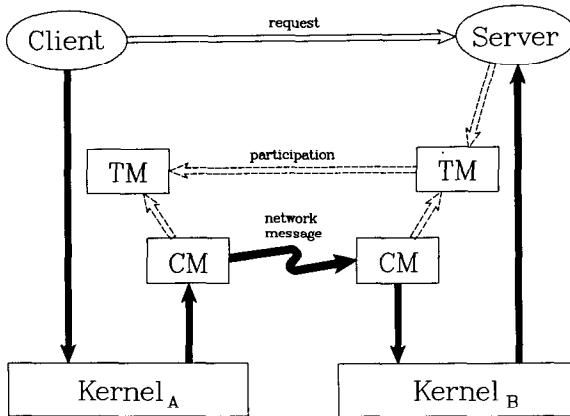 request
Client
Server
participation
TM
TM
network
message
CM
CM
Kernel A
Kernel B